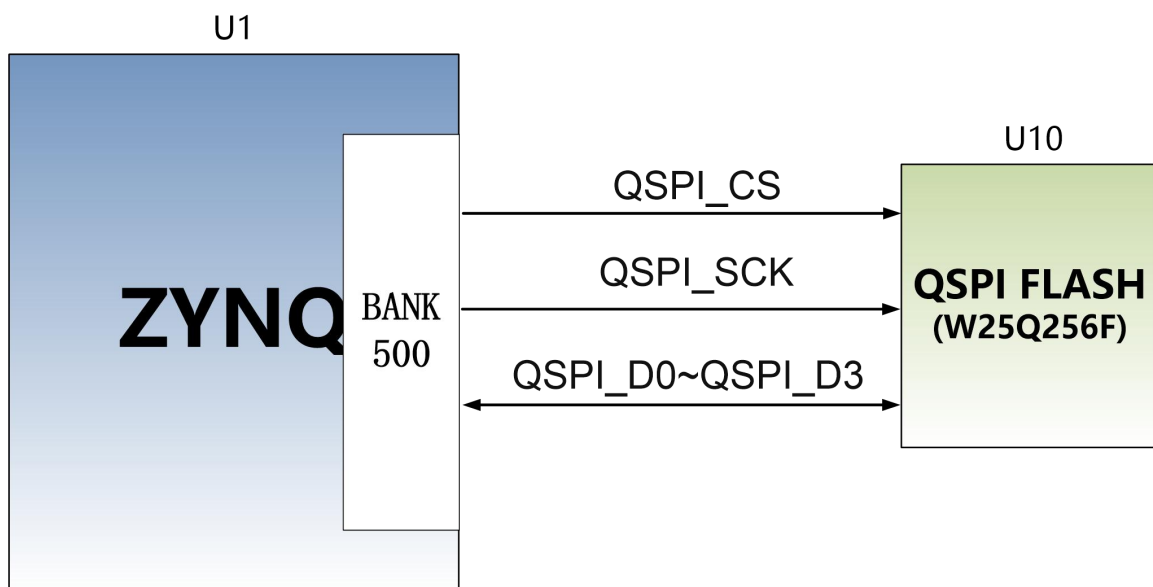 U1
U10
QSPI_CS
QSPI_SCK
ZYNQ
BANK
500
QSPI FLASH
(W25Q256F)
QSPI_D0~QSPI_D3